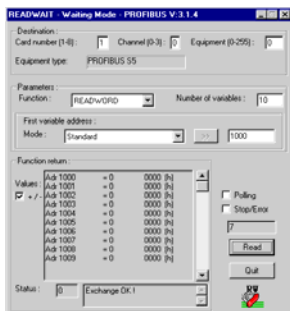 READWAIT - Waiting Mode - PROFIBUS V:3.1.4
Destination :
Card number (1-8) : 1 Channel (0-3) : 0 Equipment (0-255) : 0
Equipment type: PROFIBUS S5
Parameters :
Function : READWORD Number of variables : 10
First variable address :
Mode : Standard >> 1000
Function return :
Values :
+ / -
Adr 1000 = 0 0000 [h]
Adr 1001 = 0 0000 [h]
Adr 1002 = 0 0000 [h]
Adr 1003 = 0 0000 [h]
Adr 1004 = 0 0000 [h]
Adr 1005 = 0 0000 [h]
Adr 1006 = 0 0000 [h]
Adr 1007 = 0 0000 [h]
Adr 1008 = 0 0000 [h]
Adr 1009 = 0 0000 [h]
Polling
Stop/Error
7
Read
Quit
Status : 0 Exchange OK !
RW